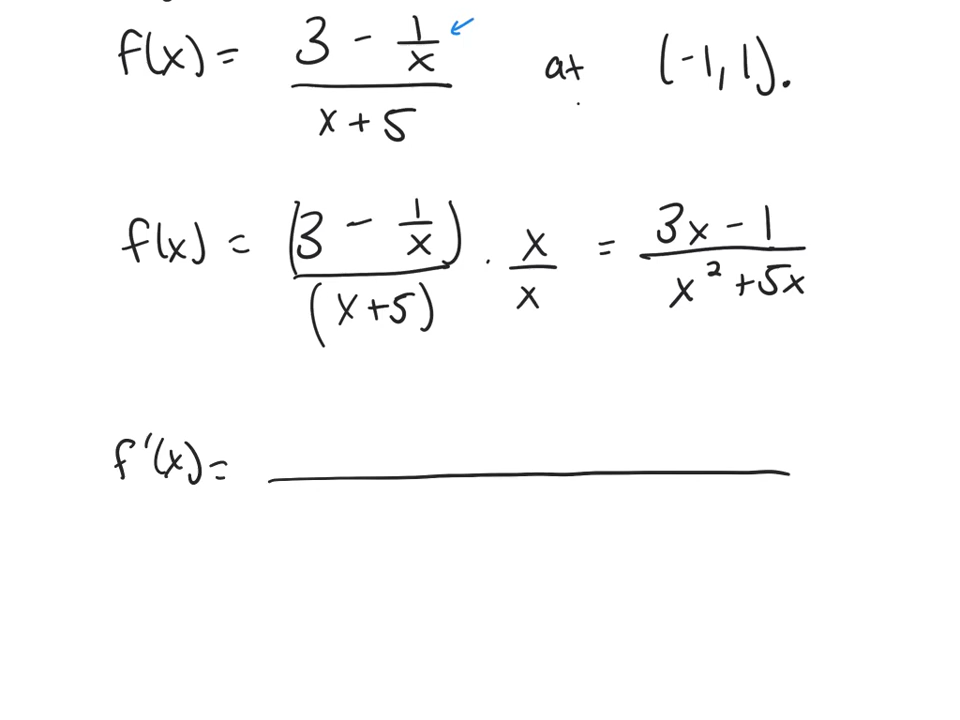 f(x) = (3 - 1/x)/(x + 5) at (-1, 1).
f(x) = (3 - 1/x)/(x+5) · x/x = (3x - 1)/(x² + 5x)
f'(x) =